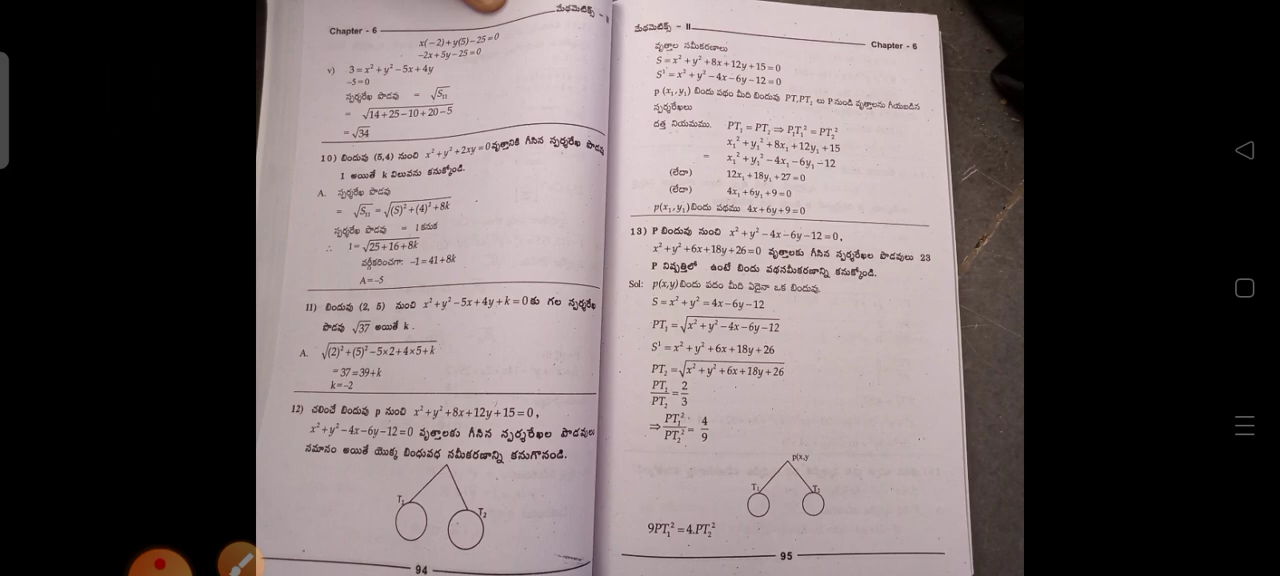 Chapter - 6
మేథమెటిక్స్ - II
x(−2)+y(5)−25=0
−2x+5y−25=0
v) 3=x²+y²−5x+4y
−5=0
స్పర్శరేఖ పొడవు = √S₁₁
= √14+25−10+20−5
=√34
10) బిందువు (5,4) నుంచి x²+y²+2xy=0 వృత్తానికి గీసిన స్పర్శరేఖ పొడవు
1 అయితే k విలువను కనుక్కోండి.
A. స్పర్శరేఖ పొడవు
= √S₁₁ = √(5)²+(4)²+8k
స్పర్శరేఖ పొడవు = 1 కనుక
∴ 1=√25+16+8k
వర్గీకరించగా: −1=41+8k
A=−5
11) బిందువు (2, 5) నుంచి x²+y²−5x+4y+k=0 కు గల స్పర్శరేఖ
పొడవు √37 అయితే k.
A. √(2)²+(5)²−5×2+4×5+k
=37=39+k
k=−2
12) చలించే బిందువు p నుంచి x²+y²+8x+12y+15=0,
x²+y²−4x−6y−12=0 వృత్తాలకు గీసిన స్పర్శరేఖల పొడవులు
సమానం అయితే యొక్క బిందువధ సమీకరణాన్ని కనుగొనండి.
T₁
T₂
94
మేథమెటిక్స్ - II
Chapter - 6
వృత్తాల సమీకరణాలు
S=x²+y²+8x+12y+15=0
S¹=x²+y²−4x−6y−12=0
p (x₁,y₁) బిందు పథం మీది బిందువు PT,PT₂ లు P నుండి వృత్తాలను గీయబడిన
స్పర్శరేఖలు
దత్త నియమము. PT₁=PT₂⇒P₁T₁²=PT₂²
x₁²+y₁²+8x₁+12y₁+15
= x₁²+y₁²−4x₁−6y₁−12
(లేదా) 12x₁+18y₁+27=0
(లేదా) 4x₁+6y₁+9=0
p(x₁,y₁) బిందు పథము 4x+6y+9=0
13) P బిందువు నుంచి x²+y²−4x−6y−12=0,
x²+y²+6x+18y+26=0 వృత్తాలకు గీసిన స్పర్శరేఖల పొడవులు 23
P నిష్పత్తిలో ఉంటే బిందు పథసమీకరణాన్ని కనుక్కోండి.
Sol: p(x,y) బిందు పదం మీది ఏదైనా ఒక బిందువు.
S=x²+y²=4x−6y−12
PT₁=√x²+y²−4x−6y−12
S¹=x²+y²+6x+18y+26
PT₂=√x²+y²+6x+18y+26
PT₁/PT₂=2/3
⇒PT₁²/PT₂²=4/9
p(x,y
T₁
T₂
9PT₁²=4.PT₂²
95